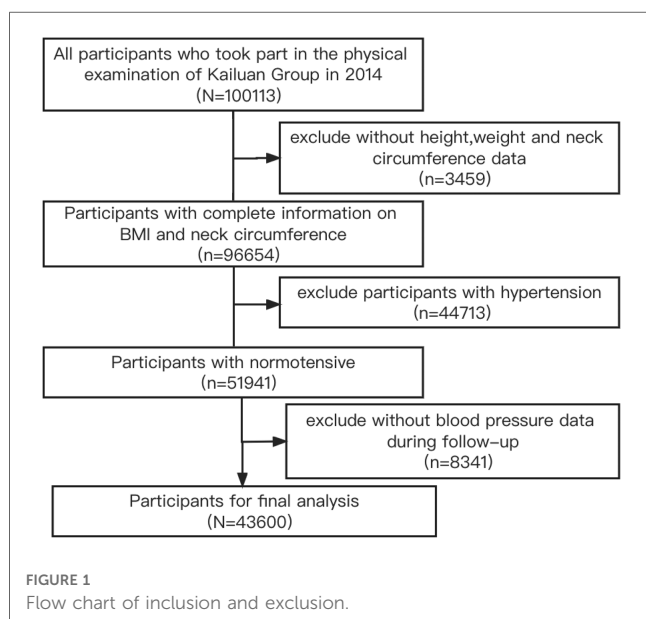 All participants who took part in the physical
examination of Kailuan Group in 2014
(N=100113)
exclude without height,weight and neck
circumference data
(n=3459)
Participants with complete information on
BMI and neck circumference
(n=96654)
exclude participants with hypertension
(n=44713)
Participants with normotensive
(n=51941)
exclude without blood pressure data
during follow-up
(n=8341)
Participants for final analysis
(N=43600)
FIGURE 1
Flow chart of inclusion and exclusion.